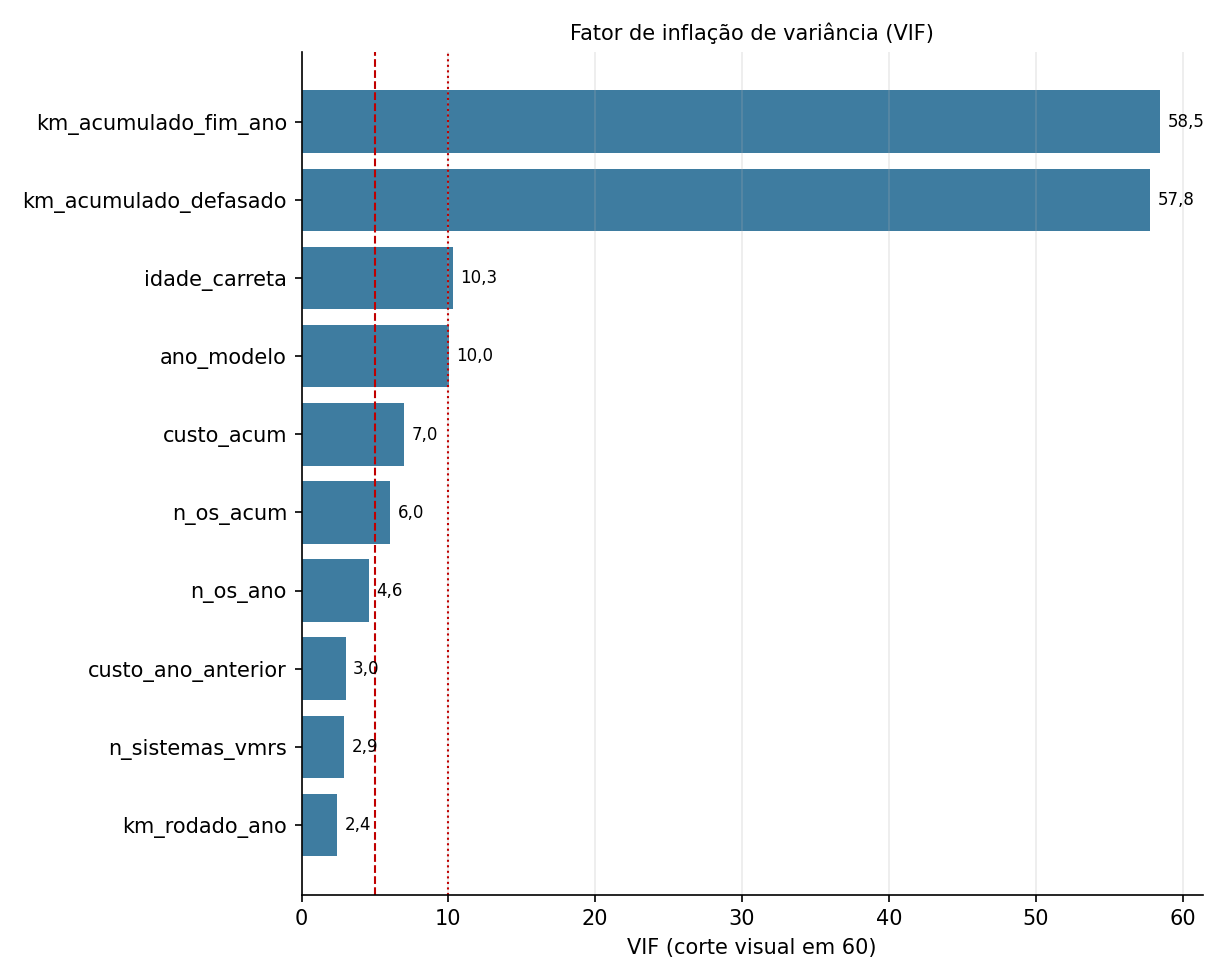 Fator de inflação de variância (VIF)
km_acumulado_fim_ano
58,5
km_acumulado_defasado
57,8
idade_carreta
10,3
ano_modelo
10,0
custo_acum
7,0
n_os_acum
6,0
n_os_ano
4,6
custo_ano_anterior
3,0
n_sistemas_vmrs
2,9
km_rodado_ano
2,4
0 10 20 30 40 50 60
VIF (corte visual em 60)